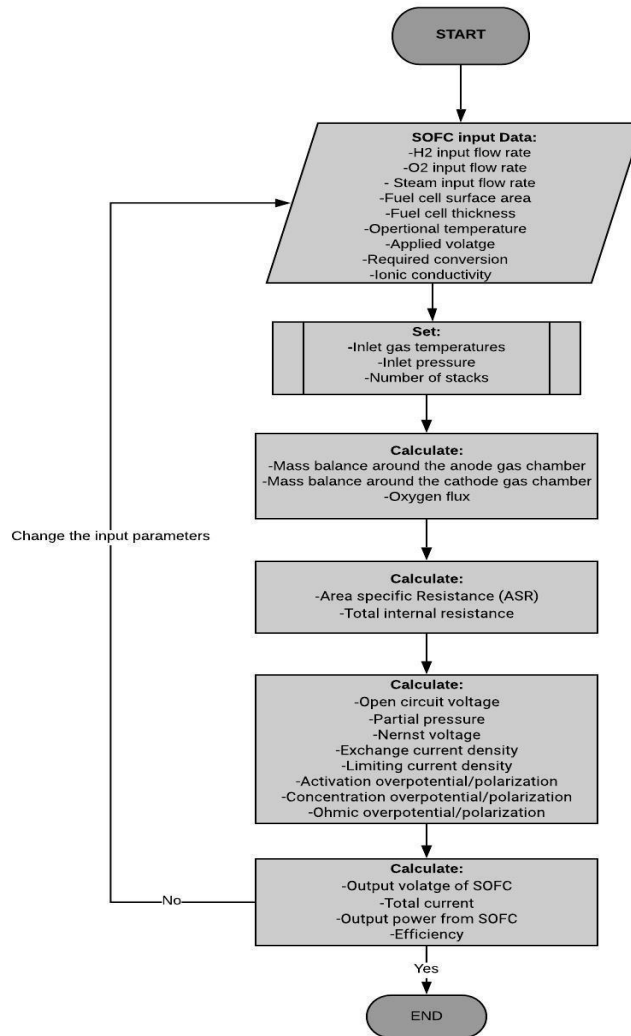 START
SOFC input Data:
-H2 input flow rate
-O2 input flow rate
- Steam input flow rate
-Fuel cell surface area
-Fuel cell thickness
-Opertional temperature
-Applied volatge
-Required conversion
-Ionic conductivity
Set:
-Inlet gas temperatures
-Inlet pressure
-Number of stacks
Calculate:
-Mass balance around the anode gas chamber
-Mass balance around the cathode gas chamber
-Oxygen flux
Change the input parameters
Calculate:
-Area specific Resistance (ASR)
-Total internal resistance
Calculate:
-Open circuit voltage
-Partial pressure
-Nernst voltage
-Exchange current density
-Limiting current density
-Activation overpotential/polarization
-Concentration overpotential/polarization
-Ohmic overpotential/polarization
Calculate:
-Output volatge of SOFC
-Total current
-Output power from SOFC
-Efficiency
No
Yes
END